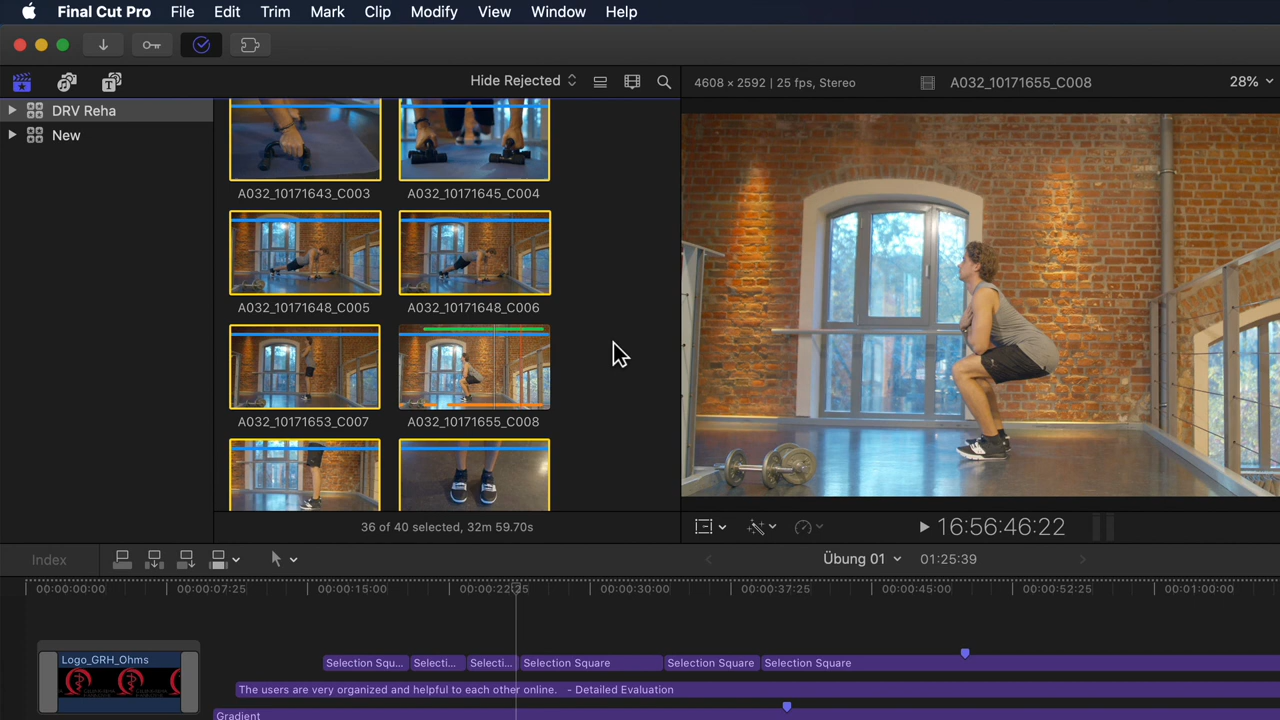 Final Cut Pro File Edit Trim Mark Clip Modify View Window Help
Hide Rejected
4608 × 2592 | 25 fps, Stereo
A032_10171655_C008
28%
DRV Reha
New
A032_10171643_C003
A032_10171645_C004
A032_10171648_C005
A032_10171648_C006
A032_10171653_C007
A032_10171655_C008
36 of 40 selected, 32m 59.70s
16:56:46:22
Index
Übung 01
01:25:39
00:00:00:00 00:00:07:25 00:00:15:00 00:00:22:25 00:00:30:00 00:00:37:25 00:00:45:00 00:00:52:25 00:01:00:00
Logo_GRH_Ohms
Selection Squ... Selecti... Selecti... Selection Square Selection Square Selection Square
The users are very organized and helpful to each other online. - Detailed Evaluation
Gradient